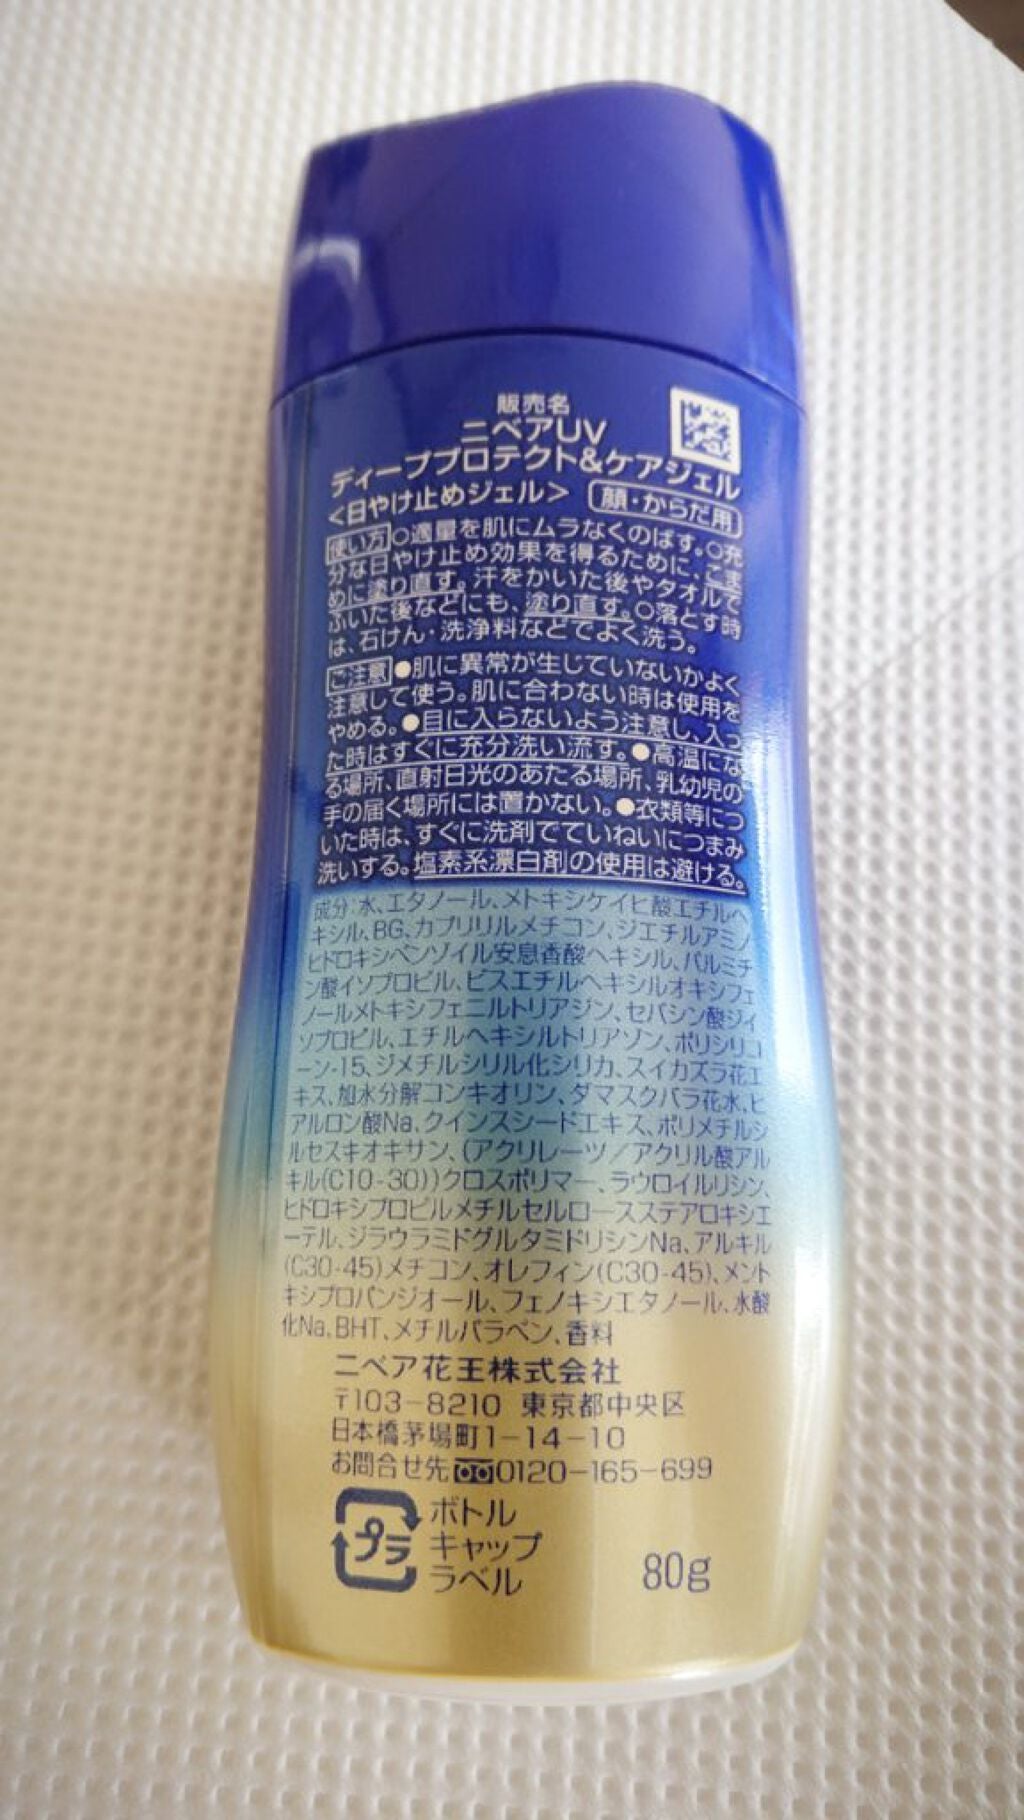 販売名
ニベアUV
ディーププロテクト&ケアジェル
<日やけ止めジェル> 顔・からだ用
使い方 ○適量を肌にムラなくのばす。○充
分な日やけ止め効果を得るために、こま
めに塗り直す。汗をかいた後やタオルで
ふいた後などにも、塗り直す。○落とす時
は、石けん・洗浄料などでよく洗う。
ご注意 ●肌に異常が生じていないかよく
注意して使う。肌に合わない時は使用を
やめる。●目に入らないよう注意し、入っ
た時はすぐに充分洗い流す。●高温にな
る場所、直射日光のあたる場所、乳幼児の
手の届く場所には置かない。●衣類等につ
いた時は、すぐに洗剤でていねいにつまみ
洗いする。塩素系漂白剤の使用は避ける。
成分:水、エタノール、メトキシケイヒ酸エチルヘ
キシル、BG、カプリリルメチコン、ジエチルアミノ
ヒドロキシベンゾイル安息香酸ヘキシル、パルミチ
ン酸イソプロピル、ビスエチルヘキシルオキシフェ
ノールメトキシフェニルトリアジン、セバシン酸ジイ
ソプロピル、エチルヘキシルトリアゾン、ポリシリコ
ーン-15、ジメチルシリル化シリカ、スイカズラ花エ
キス、加水分解コンキオリン、ダマスクバラ花水、ヒ
アルロン酸Na、クインスシードエキス、ポリメチルシ
ルセスキオキサン、(アクリレーツ/アクリル酸アル
キル(C10-30))クロスポリマー、ラウロイルリシン、
ヒドロキシプロピルメチルセルロースステアロキシエ
ーテル、ジラウラミドグルタミドリシンNa、アルキル
(C30-45)メチコン、オレフィン(C30-45)、メント
キシプロパンジオール、フェノキシエタノール、水酸
化Na、BHT、メチルパラベン、香料
ニベア花王株式会社
〒103-8210 東京都中央区
日本橋茅場町1-14-10
お問合せ先 0120-165-699
プラ ボトル
キャップ
ラベル
80g